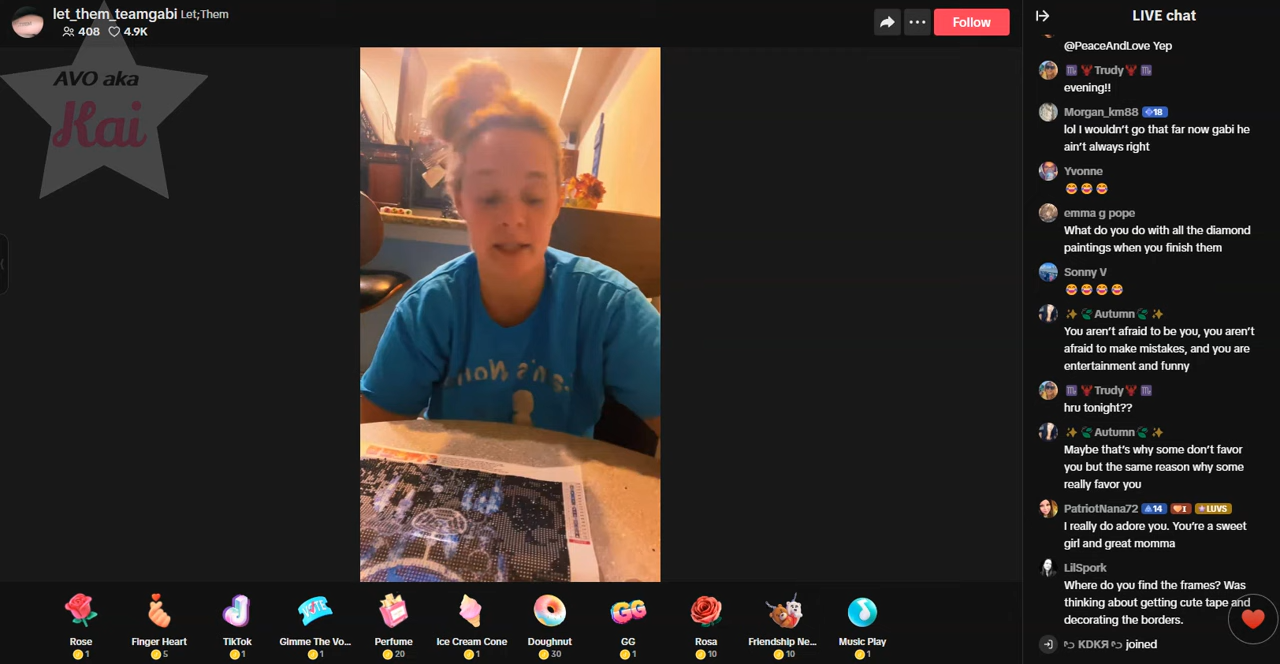 let_them_teamgabi Let;Them
408 4.9K
Follow
AVO aka
Kai
LIVE chat
@PeaceAndLove Yep
Trudy
evening!!
Morgan_km88 18
lol I wouldn't go that far now gabi he
ain't always right
Yvonne
emma g pope
What do you do with all the diamond
paintings when you finish them
Sonny V
Autumn
You aren't afraid to be you, you aren't
afraid to make mistakes, and you are
entertainment and funny
Trudy
hru tonight??
Autumn
Maybe that's why some don't favor
you but the same reason why some
really favor you
PatriotNana72 14 I LUVS
I really do adore you. You're a sweet
girl and great momma
LilSpork
Where do you find the frames? Was
thinking about getting cute tape and
decorating the borders.
KDKЯ joined
Rose
1
Finger Heart
5
TikTok
1
Gimme The Vo...
1
Perfume
20
Ice Cream Cone
1
Doughnut
30
GG
1
Rosa
10
Friendship Ne...
10
Music Play
1